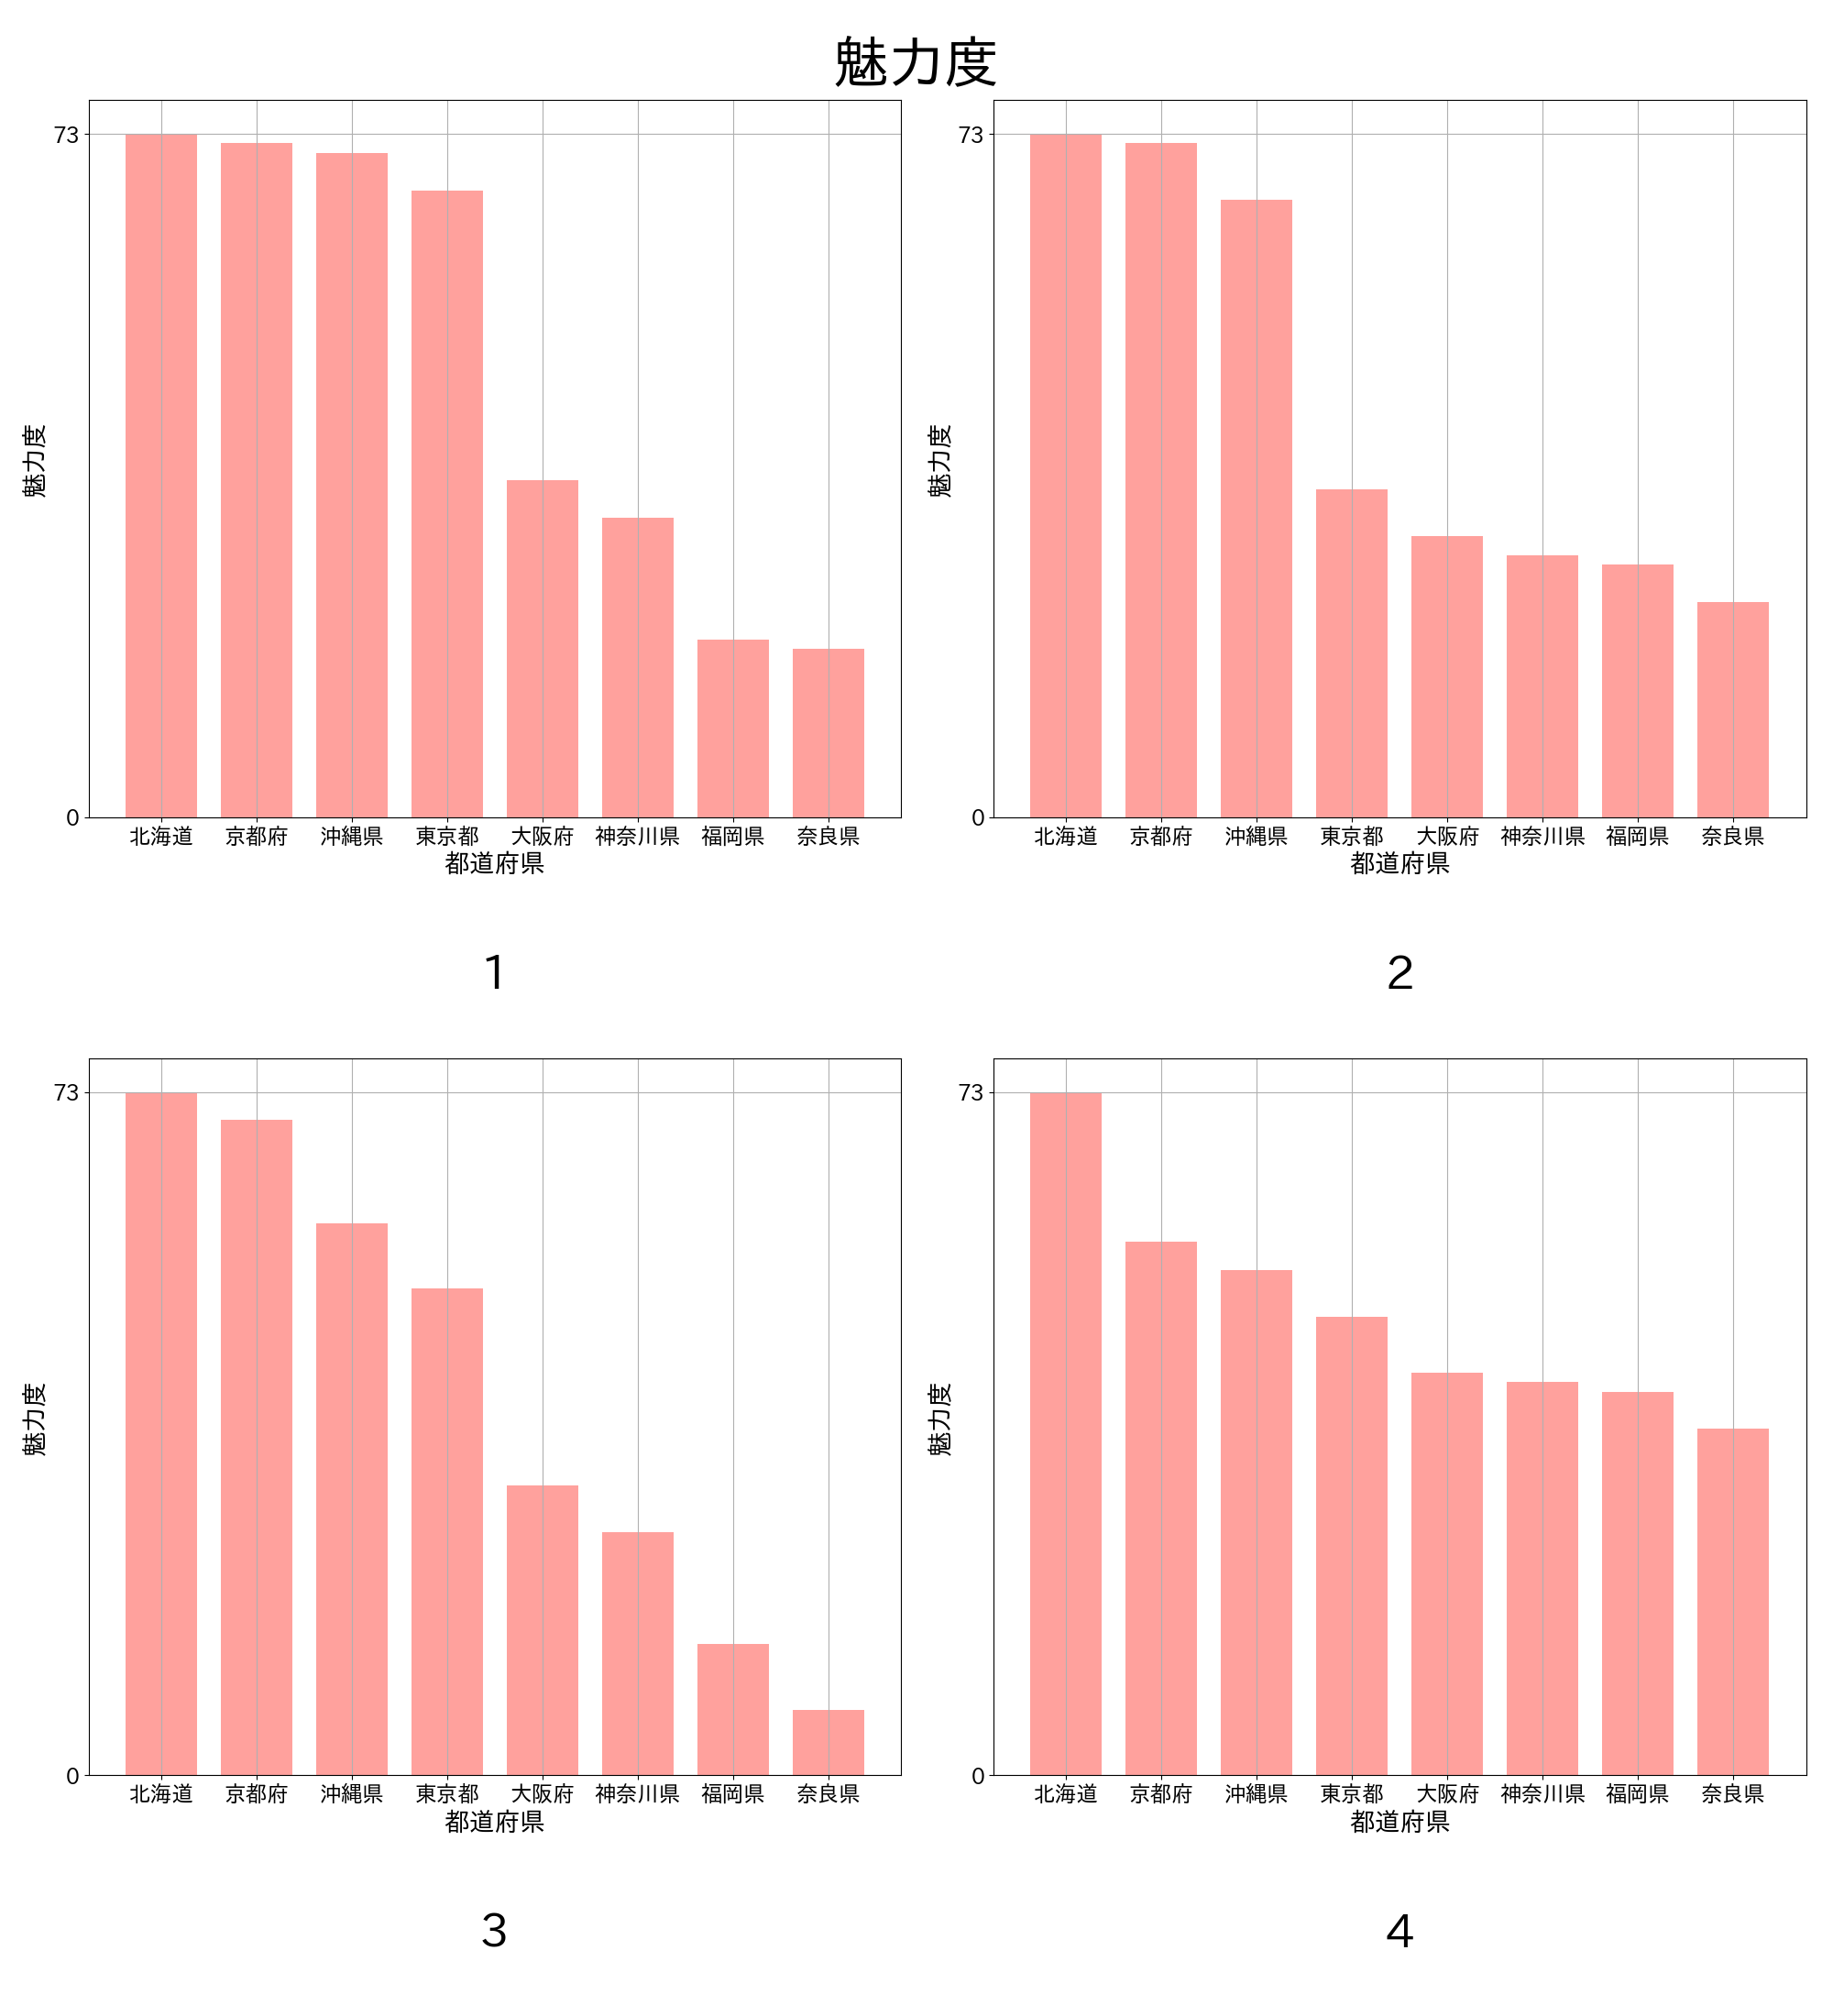 魅力度
73
0
魅力度
北海道 京都府 沖縄県 東京都 大阪府 神奈川県 福岡県 奈良県
都道府県
1
73
0
魅力度
北海道 京都府 沖縄県 東京都 大阪府 神奈川県 福岡県 奈良県
都道府県
2
73
0
魅力度
北海道 京都府 沖縄県 東京都 大阪府 神奈川県 福岡県 奈良県
都道府県
3
73
0
魅力度
北海道 京都府 沖縄県 東京都 大阪府 神奈川県 福岡県 奈良県
都道府県
4